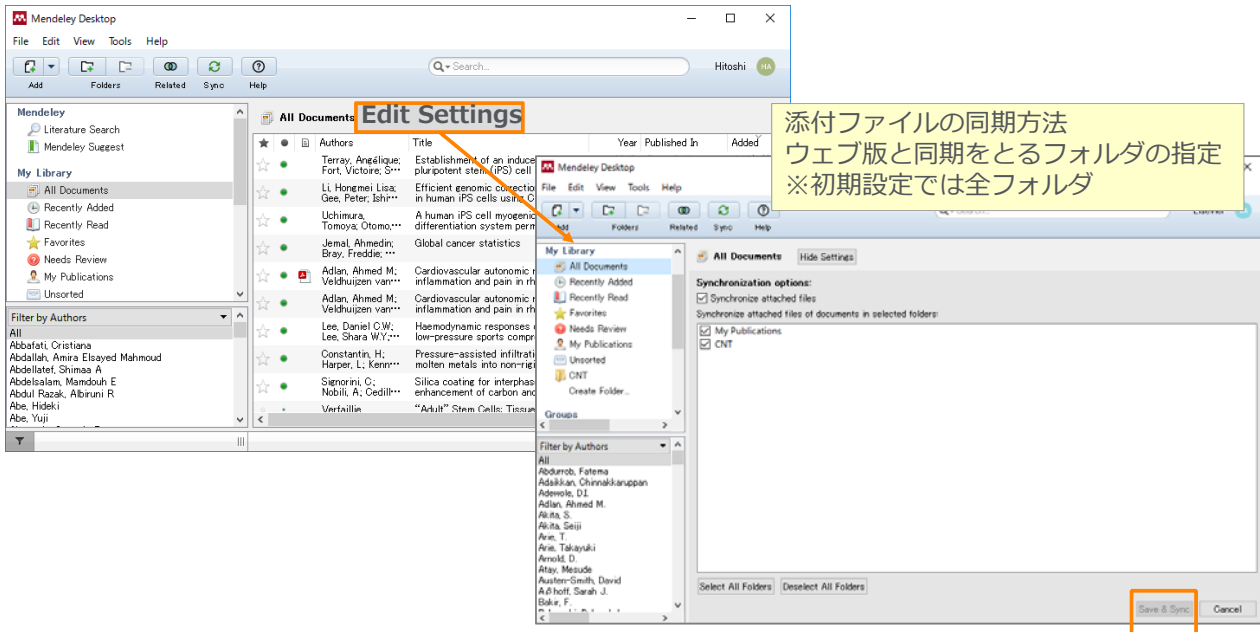 Mendeley Desktop
File Edit View Tools Help
Search...
Hitoshi HA
Add Folders Related Sync Help
Mendeley
Literature Search
Mendeley Suggest
My Library
All Documents
Recently Added
Recently Read
Favorites
Needs Review
My Publications
Unsorted
Filter by Authors
All
Abbafati, Cristiana
Abdallah, Amira Elsayed Mahmoud
Abdellatef, Shimaa A
Abdelsalam, Mamdouh E
Abdul Razak, Albiruni R
Abe, Hideki
Abe, Yuji
All Documents
Edit Settings
Authors Title Year Published In Added
Terray, Angélique; Establishment of an induce
Fort, Victoire; S… pluripotent stem (iPS) cell
Li, Hongmei Lisa; Efficient genomic correctio
Gee, Peter; Ishi… in human iPS cells using C
Uchimura, A human iPS cell myogenic
Tomoya; Otomo,… differentiation system perm
Jemal, Ahmedin; Global cancer statistics
Bray, Freddie; …
Adlan, Ahmed M; Cardiovascular autonomic
Veldhuijzen van… inflammation and pain in rh
Adlan, Ahmed M; Cardiovascular autonomic
Veldhuijzen van… inflammation and pain in rh
Lee, Daniel C.W; Haemodynamic responses
Lee, Shara W.Y.;… low-pressure sports compr
Constantin, H; Pressure-assisted infiltrati
Harper, L; Kenn… molten metals into non-rigi
Signorini, C; Silica coating for interphas
Nobili, A; Cedill… enhancement of carbon and
Verfaillie “Adult” Stem Cells: Tissue
添付ファイルの同期方法
ウェブ版と同期をとるフォルダの指定
※初期設定では全フォルダ
Mendeley Desktop
File Edit View Tools Help
Add Folders Related Sync Help
My Library
All Documents
Recently Added
Recently Read
Favorites
Needs Review
My Publications
Unsorted
CNT
Create Folder...
Groups
Filter by Authors
All
Abdurrob, Fatema
Adaikkan, Chinnakkaruppan
Adewole, D.I.
Adlan, Ahmed M.
Akita, S.
Akita, Seiji
Arie, T.
Arie, Takayuki
Arnold, D.
Atay, Mesude
Austen-Smith, David
Aβhoff, Sarah J.
Bakır, F.
All Documents Hide Settings
Synchronization options:
Synchronize attached files
Synchronize attached files of documents in selected folders:
My Publications
CNT
Select All Folders Deselect All Folders
Save & Sync Cancel